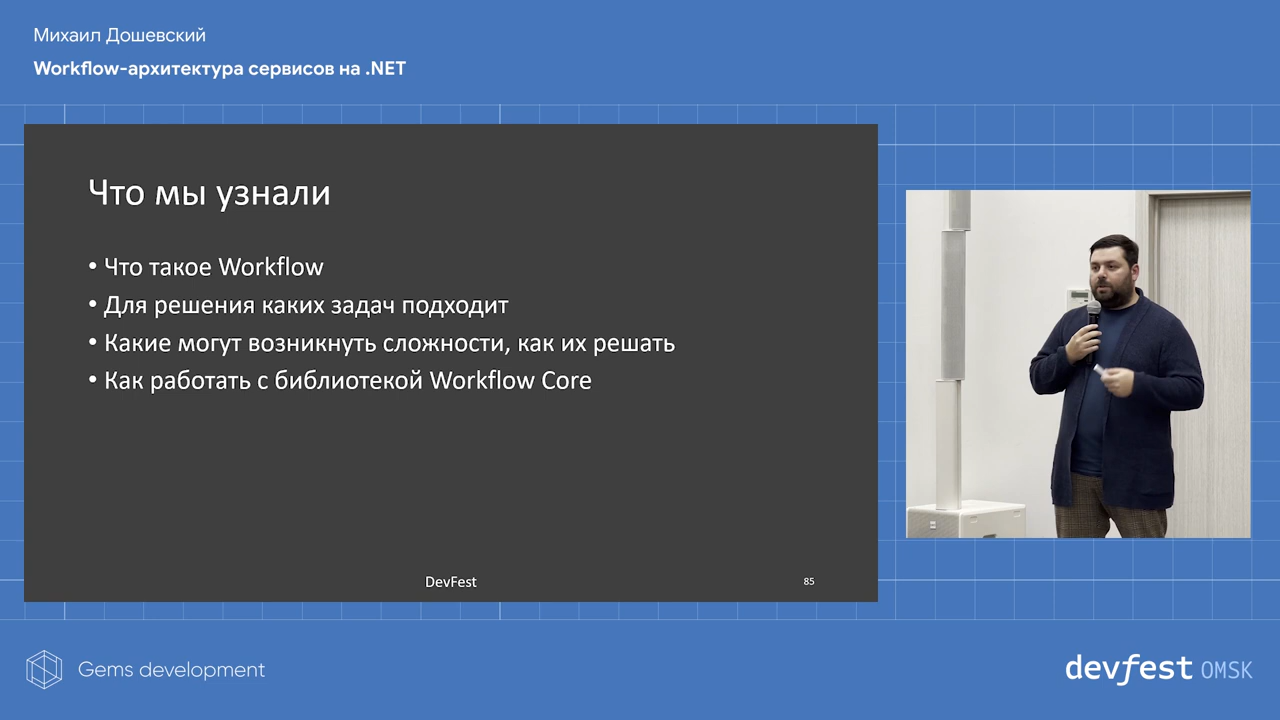 Михаил Дошевский
Workflow-архитектура сервисов на .NET
Что мы узнали
• Что такое Workflow
• Для решения каких задач подходит
• Какие могут возникнуть сложности, как их решать
• Как работать с библиотекой Workflow Core
DevFest
85
Gems development
devfest OMSK